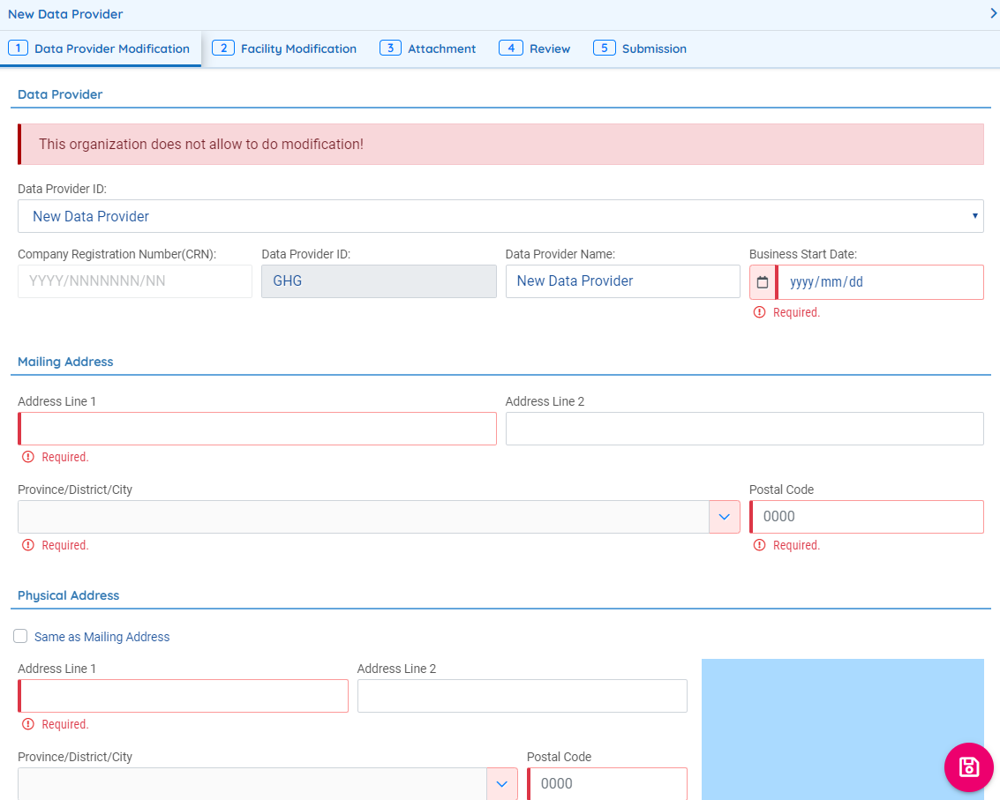 New Data Provider
1 Data Provider Modification 2 Facility Modification 3 Attachment 4 Review 5 Submission
Data Provider
This organization does not allow to do modification!
Data Provider ID:
New Data Provider
Company Registration Number(CRN): Data Provider ID: Data Provider Name: Business Start Date:
YYYY/NNNNNNN/NN GHG New Data Provider yyyy/mm/dd
Required.
Mailing Address
Address Line 1 Address Line 2
Required.
Province/District/City Postal Code
0000
Required. Required.
Physical Address
Same as Mailing Address
Address Line 1 Address Line 2
Required.
Province/District/City Postal Code
0000